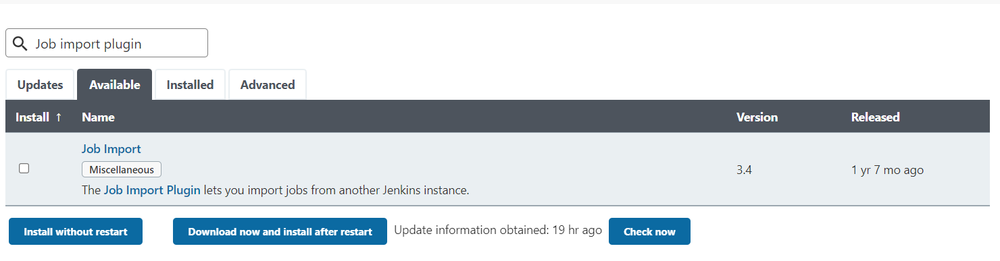 Job import plugin
Updates Available Installed Advanced
Install ↑ Name Version Released
Job Import
Miscellaneous
3.4 1 yr 7 mo ago
The Job Import Plugin lets you import jobs from another Jenkins instance.
Install without restart Download now and install after restart Update information obtained: 19 hr ago Check now